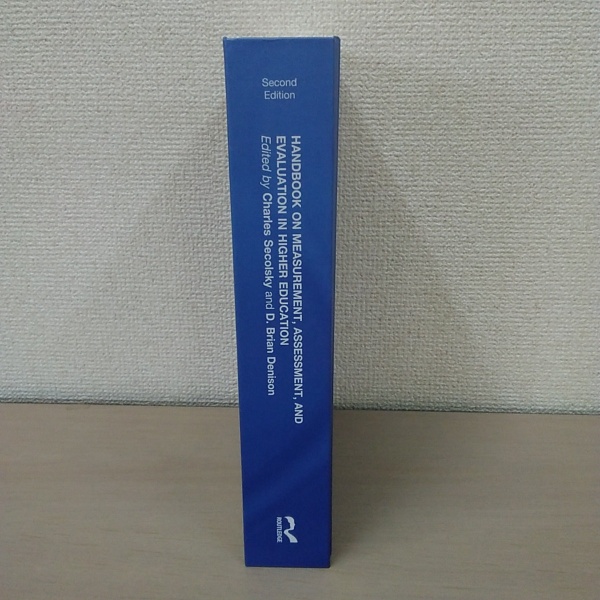 Second
Edition
HANDBOOK ON MEASUREMENT, ASSESSMENT, AND
EVALUATION IN HIGHER EDUCATION
Edited by Charles Secolsky and D. Brian Denison
ROUTLEDGE